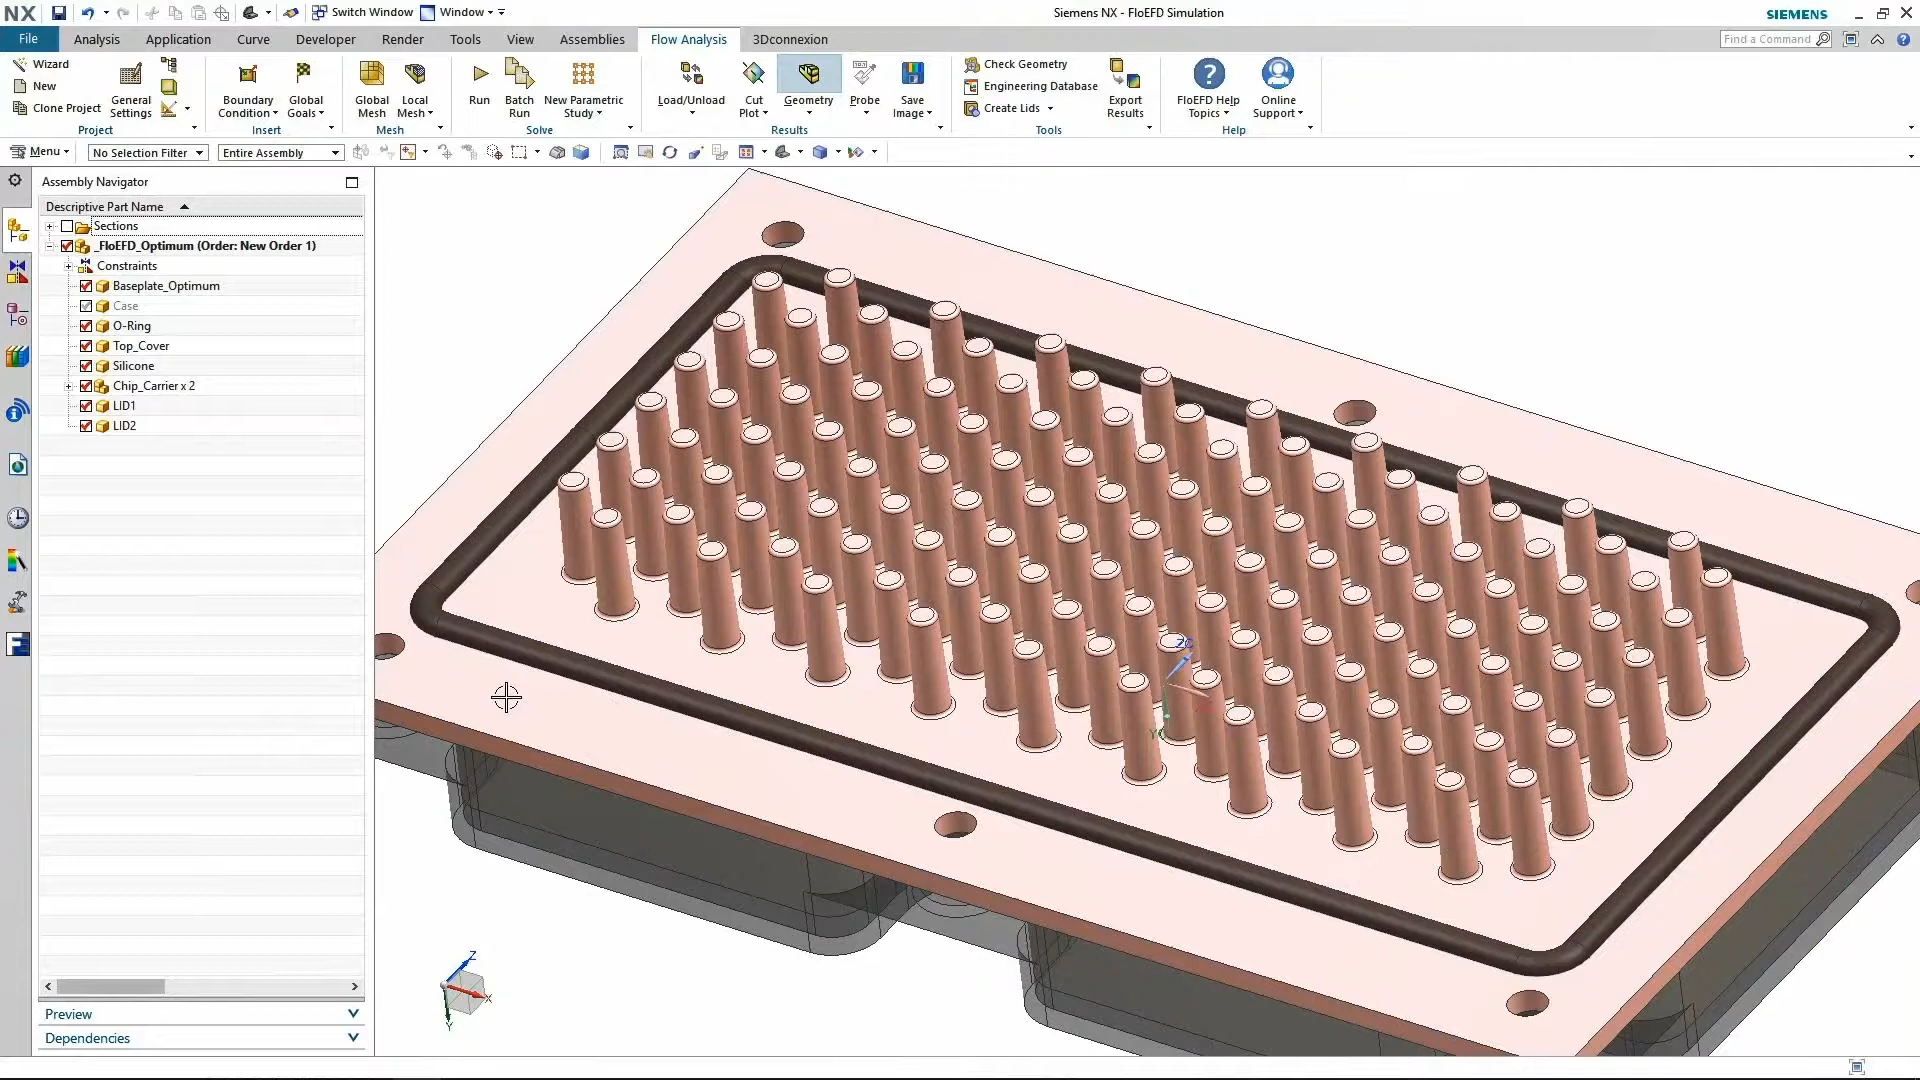 NX
Switch Window
Window
Siemens NX - FloEFD Simulation
SIEMENS
File
Analysis
Application
Curve
Developer
Render
Tools
View
Assemblies
Flow Analysis
3Dconnexion
Find a Command
Wizard
New
Clone Project
General
Settings
Project
Boundary
Condition
Global
Goals
Insert
Global
Mesh
Local
Mesh
Mesh
Run
Batch
Run
New Parametric
Study
Solve
Load/Unload
Cut
Plot
Geometry
Probe
Save
Image
Results
Check Geometry
Engineering Database
Create Lids
Export
Results
Tools
FloEFD Help
Topics
Online
Support
Help
Menu
No Selection Filter
Entire Assembly
Assembly Navigator
Descriptive Part Name
Sections
_FloEFD_Optimum (Order: New Order 1)
Constraints
Baseplate_Optimum
Case
O-Ring
Top_Cover
Silicone
Chip_Carrier x 2
LID1
LID2
ZC
Z
X
Y
Preview
Dependencies